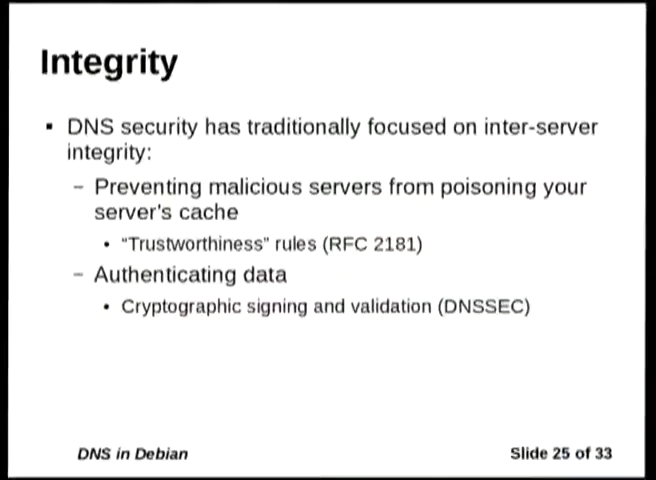 Integrity
▪ DNS security has traditionally focused on inter-server
integrity:
– Preventing malicious servers from poisoning your
server's cache
• “Trustworthiness” rules (RFC 2181)
– Authenticating data
• Cryptographic signing and validation (DNSSEC)
DNS in Debian
Slide 25 of 33